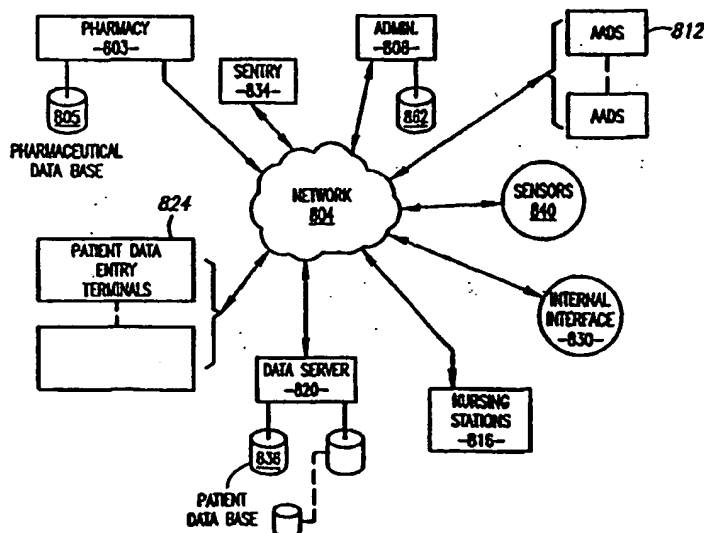 PHARMACY
-803-
ADMIN.
-808-
AADS
812
AADS
SENTRY
-834-
805
PHARMACEUTICAL
DATA BASE
862
NETWORK
804
SENSORS
840
824
PATIENT DATA
ENTRY
TERMINALS
INTERNAL
INTERFACE
-830-
DATA SERVER
-820-
NURSING
STATIONS
-816-
838
PATIENT
DATA BASE